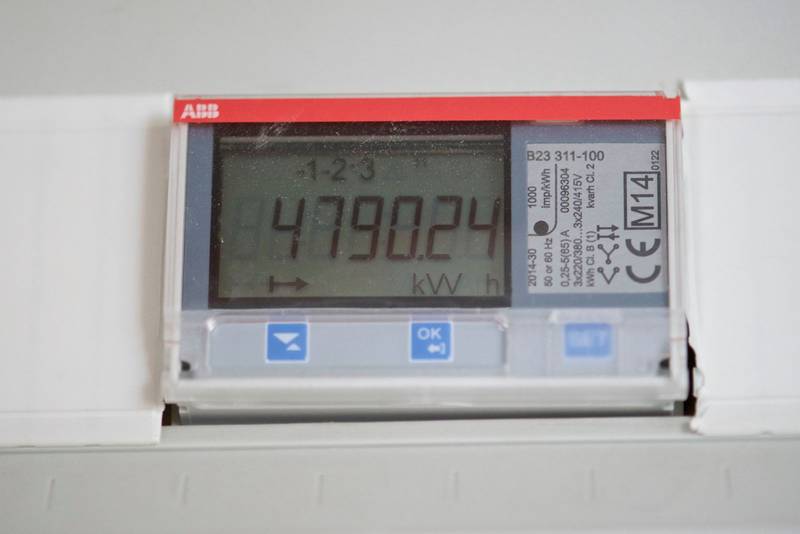 ABB
-1-2-3
4790.24
kW h
OK
SET
B23 311-100
2014-30 1000
50 or 60 Hz imp/kWh
0,25-5(65) A 00096304
3x220/380...3x240/415V
kWh Cl. B (1) kvarh Cl. 2
CE M14 0122